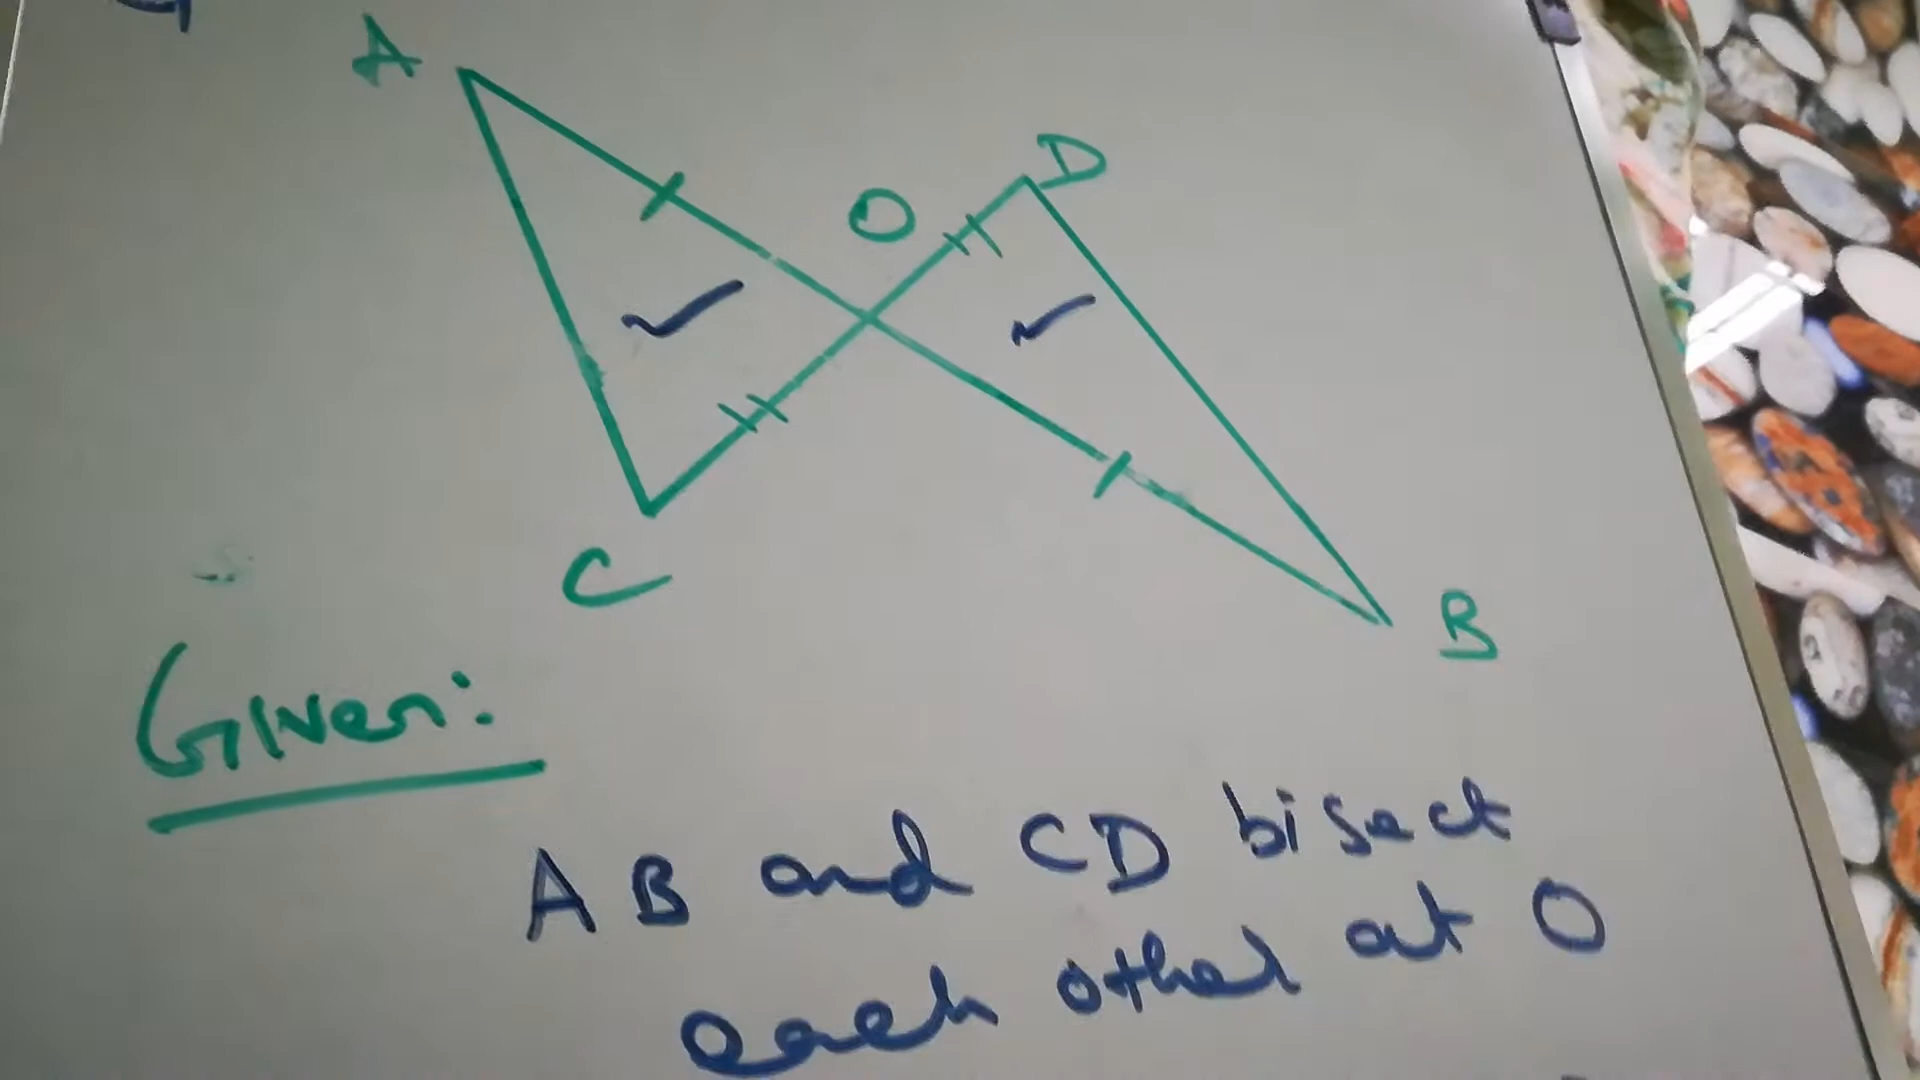 A
D
O
C
B
Given:
AB and CD bisect
each other at O